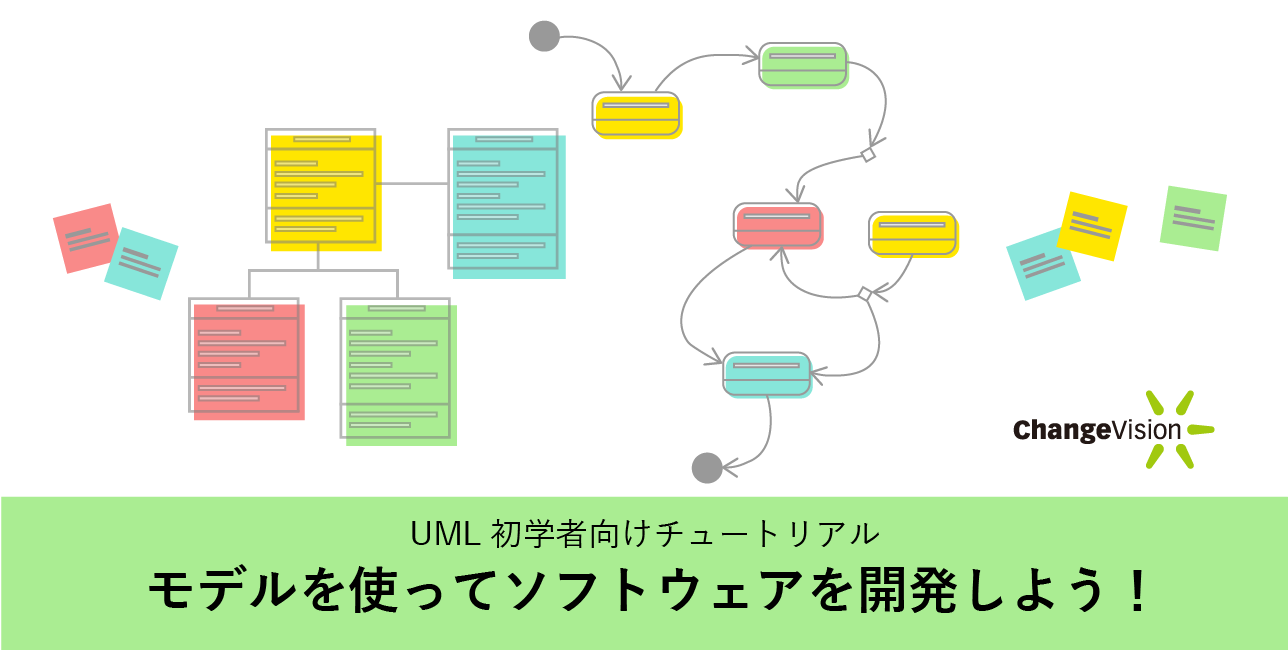 ChangeVision
UML 初学者向けチュートリアル
モデルを使ってソフトウェアを開発しよう！